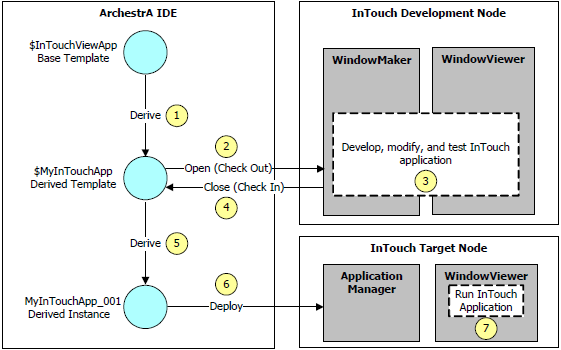 ArchestrA IDE
$InTouchViewApp
Base Template
Derive 1
2
Open (Check Out)
$MyInTouchApp
Derived Template
Close (Check In)
4
Derive 5
6
MyInTouchApp_001
Derived Instance
Deploy
InTouch Development Node
WindowMaker
WindowViewer
Develop, modify, and test InTouch
application
3
InTouch Target Node
Application
Manager
WindowViewer
Run InTouch
Application
7